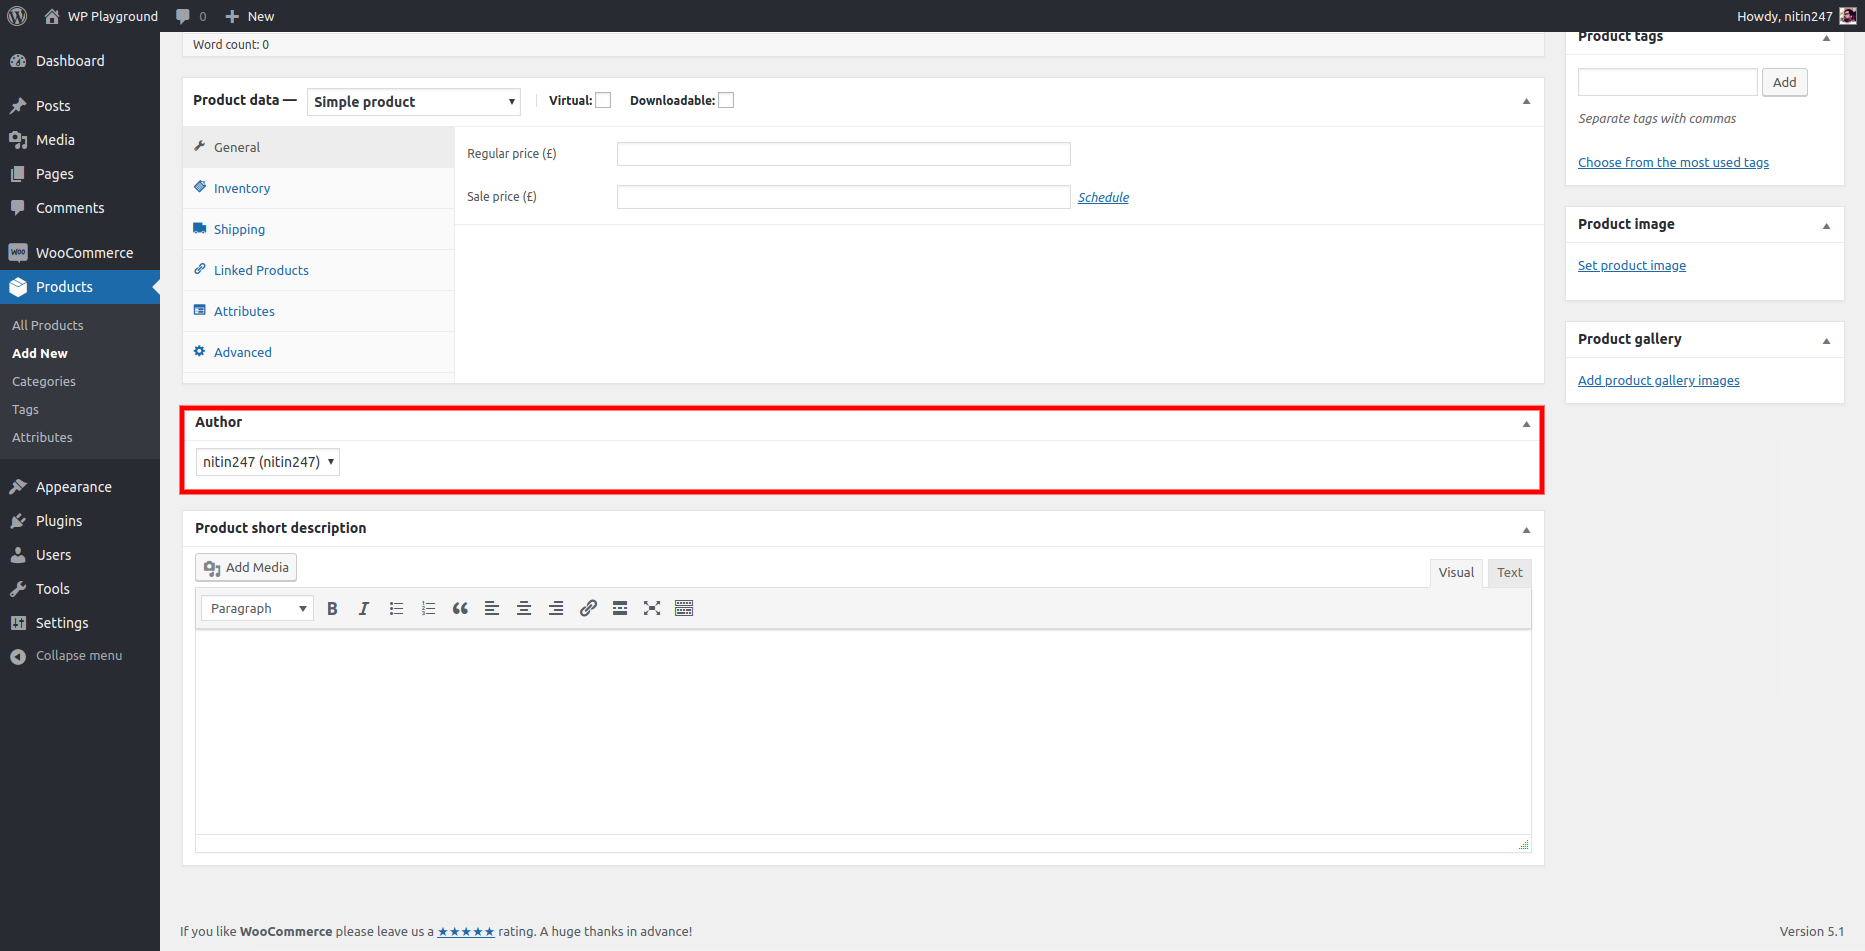 WP Playground 0 New Howdy, nitin247
Dashboard
Posts
Media
Pages
Comments
WooCommerce
Products
All Products
Add New
Categories
Tags
Attributes
Appearance
Plugins
Users
Tools
Settings
Collapse menu
Word count: 0
Product data — Simple product Virtual: Downloadable:
General
Inventory
Shipping
Linked Products
Attributes
Advanced
Regular price (£)
Sale price (£) Schedule
Author
nitin247 (nitin247)
Product short description
Add Media Visual Text
Paragraph
Product tags
Add
Separate tags with commas
Choose from the most used tags
Product image
Set product image
Product gallery
Add product gallery images
If you like WooCommerce please leave us a ★★★★★ rating. A huge thanks in advance! Version 5.1